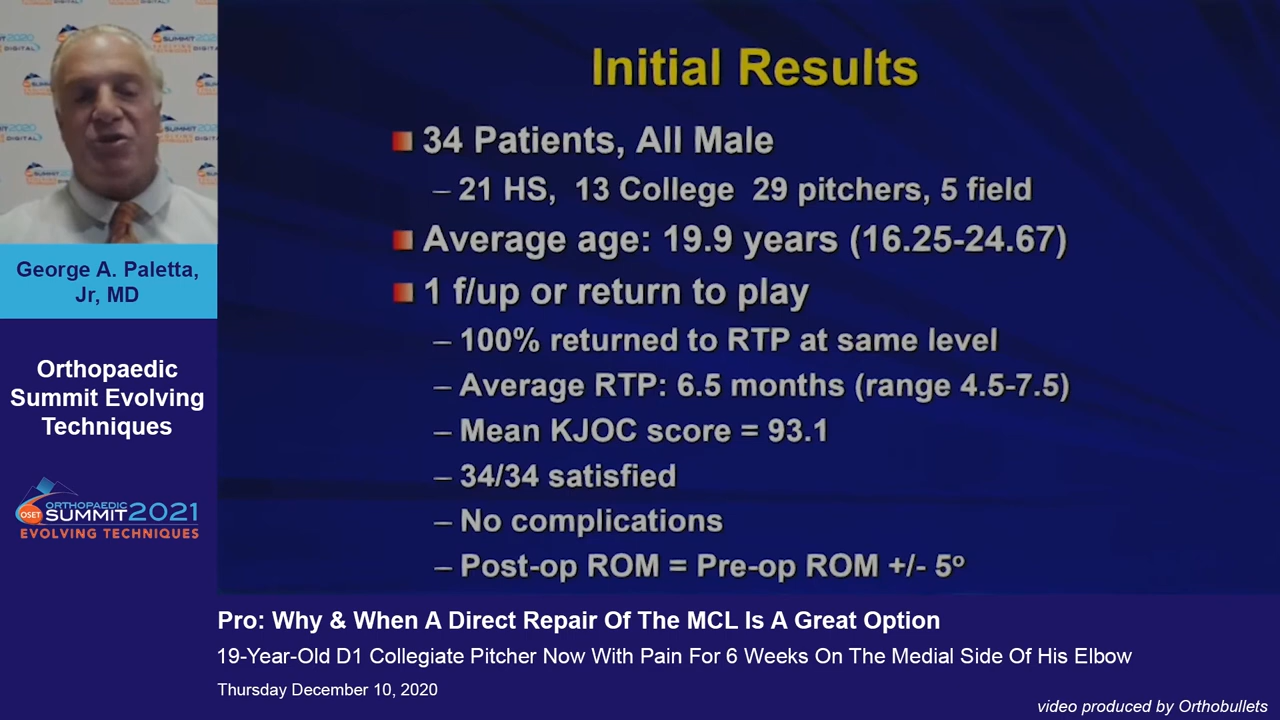 Initial Results
34 Patients, All Male
– 21 HS, 13 College 29 pitchers, 5 field
Average age: 19.9 years (16.25-24.67)
1 f/up or return to play
– 100% returned to RTP at same level
– Average RTP: 6.5 months (range 4.5-7.5)
– Mean KJOC score = 93.1
– 34/34 satisfied
– No complications
– Post-op ROM = Pre-op ROM +/- 5º
George A. Paletta,
Jr, MD
Orthopaedic
Summit Evolving
Techniques
OSET
ORTHOPAEDIC
SUMMIT 2021
EVOLVING TECHNIQUES
Pro: Why & When A Direct Repair Of The MCL Is A Great Option
19-Year-Old D1 Collegiate Pitcher Now With Pain For 6 Weeks On The Medial Side Of His Elbow
Thursday December 10, 2020
video produced by Orthobullets